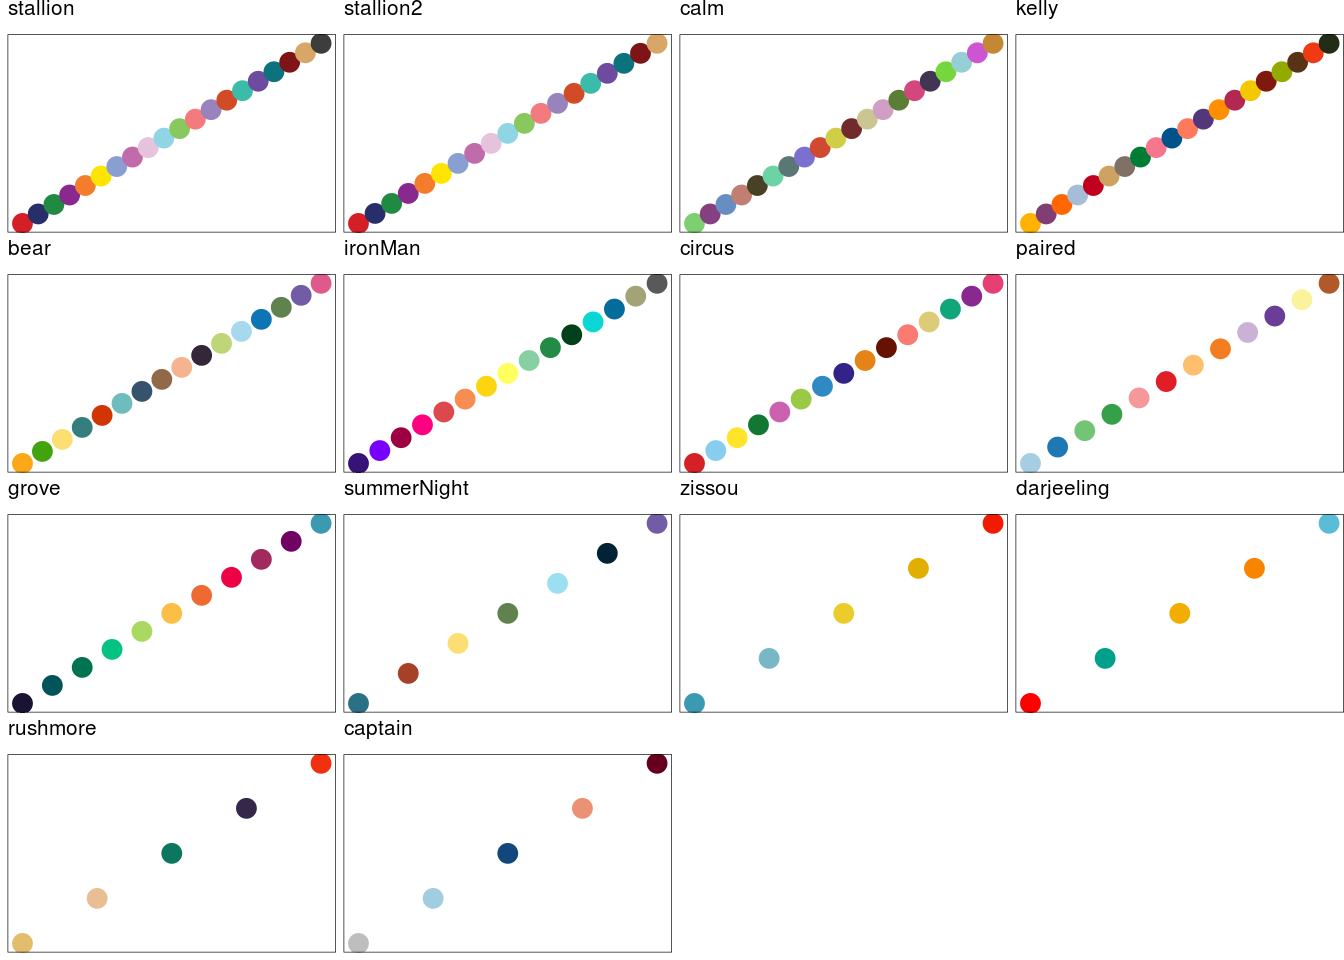 stallion
stallion2
calm
kelly
bear
ironMan
circus
paired
grove
summerNight
zissou
darjeeling
rushmore
captain